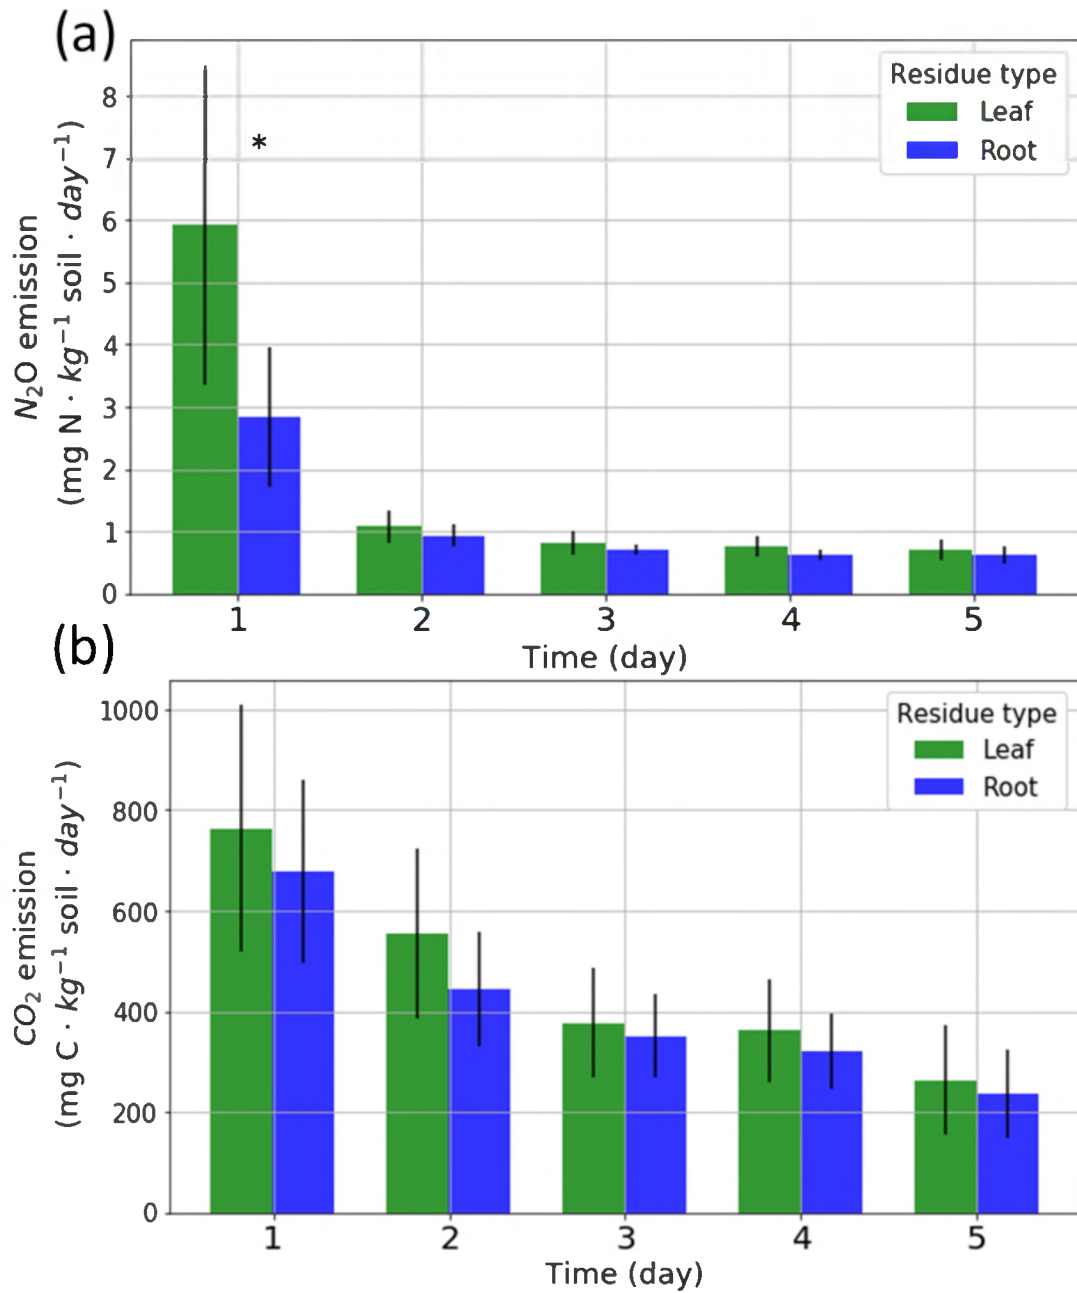 (a)
Residue type
Leaf
Root
*
8
7
6
5
4
3
2
1
0
N₂O emission
(mg N · kg⁻¹ soil · day⁻¹)
1 2 3 4 5
Time (day)
(b)
Residue type
Leaf
Root
1000
800
600
400
200
0
CO₂ emission
(mg C · kg⁻¹ soil · day⁻¹)
1 2 3 4 5
Time (day)